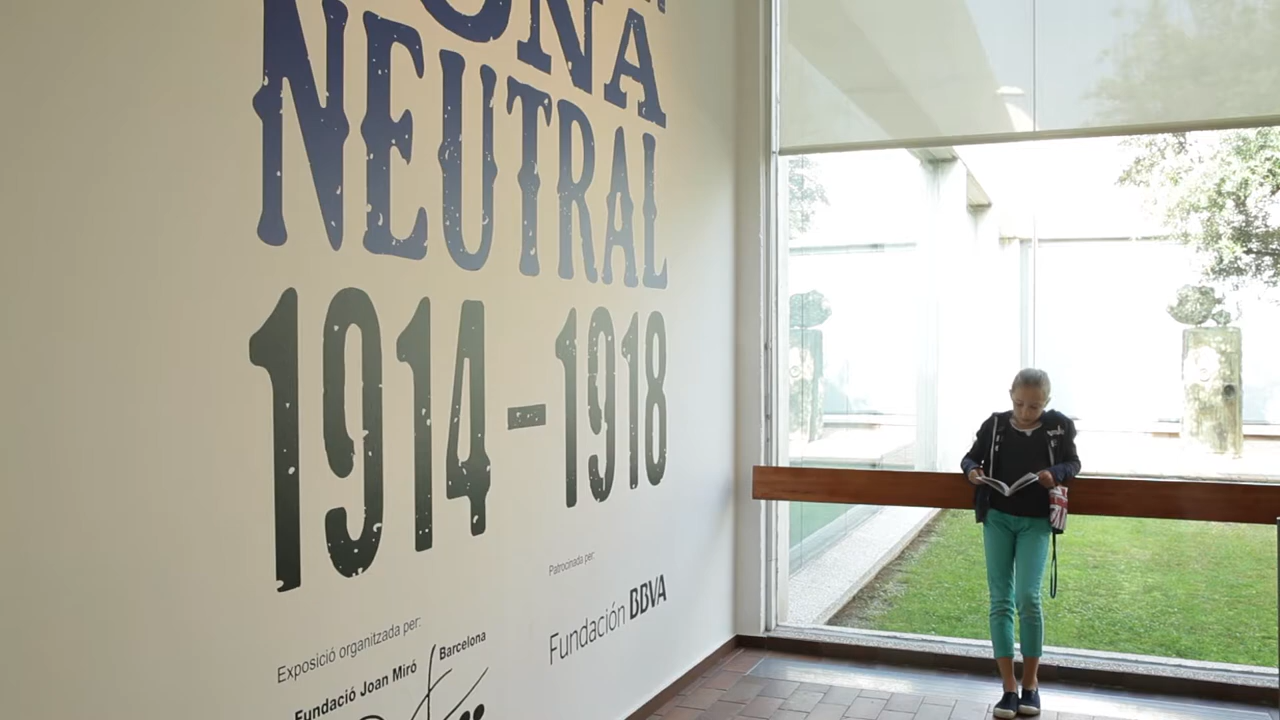 NEUTRAL
1914-1918
Patrocinada per:
Fundación BBVA
Exposició organitzada per:
Fundació Joan Miró Barcelona